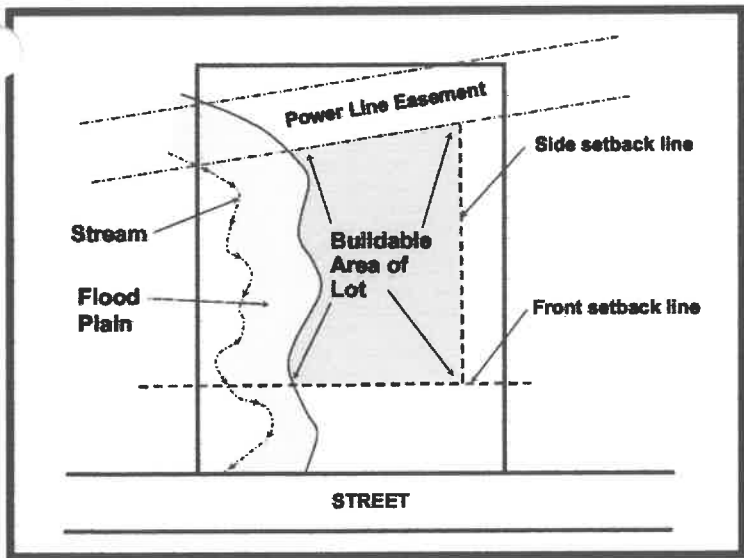 Power Line Easement
Side setback line
Stream
Buildable
Area of
Lot
Flood
Plain
Front setback line
STREET